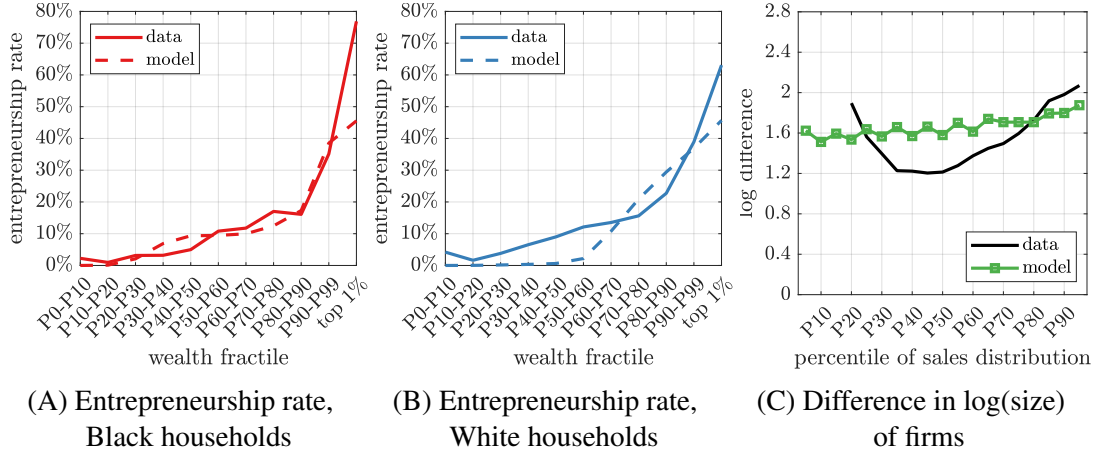 80%
70%
60%
50%
40%
30%
20%
10%
0%
entrepreneurship rate
data
model
P0-P10
P10-P20
P20-P30
P30-P40
P40-P50
P50-P60
P60-P70
P70-P80
P80-P90
P90-P99
top 1%
wealth fractile
(A) Entrepreneurship rate,
Black households
80%
70%
60%
50%
40%
30%
20%
10%
0%
entrepreneurship rate
data
model
P0-P10
P10-P20
P20-P30
P30-P40
P40-P50
P50-P60
P60-P70
P70-P80
P80-P90
P90-P99
top 1%
wealth fractile
(B) Entrepreneurship rate,
White households
2.8
2.4
2
1.6
1.2
0.8
0.4
0
log difference
data
model
P10
P20
P30
P40
P50
P60
P70
P80
P90
percentile of sales distribution
(C) Difference in log(size)
of firms